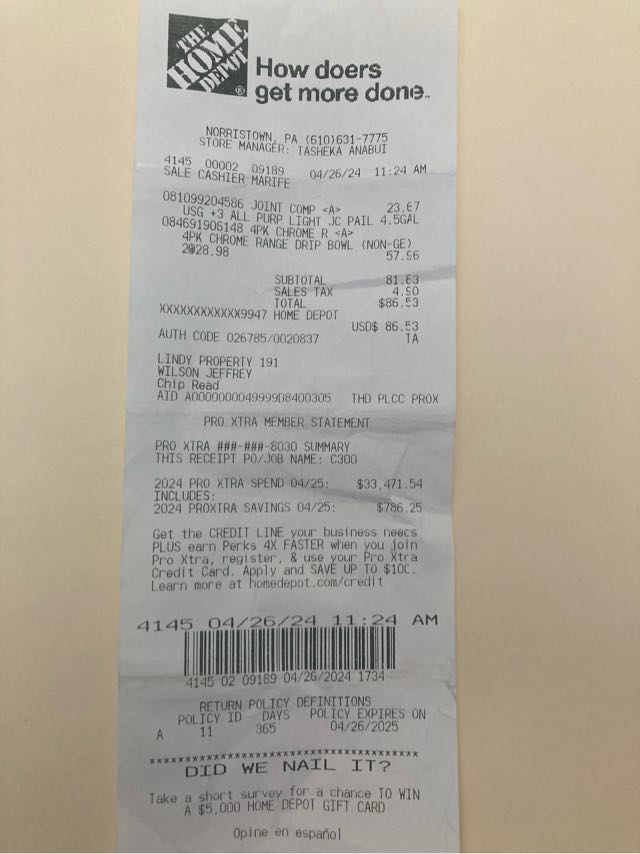 THE
HOME
DEPOT
®
How doers
get more done™
NORRISTOWN, PA (610)631-7775
STORE MANAGER: TASHEKA ANABUI
4145 00002 09189 04/26/24 11:24 AM
SALE CASHIER MARIFE
081099204586 JOINT COMP <A> 23.67
USG +3 ALL PURP LIGHT JC PAIL 4.5GAL
084691906148 4PK CHROME R <A>
4PK CHROME RANGE DRIP BOWL (NON-GE)
2@28.98 57.96
SUBTOTAL 81.63
SALES TAX 4.90
TOTAL $86.53
XXXXXXXXXXXX9947 HOME DEPOT
USD$ 86.53
AUTH CODE 026785/0020837 TA
LINDY PROPERTY 191
WILSON JEFFREY
Chip Read
AID A0000000049999D8400305 THD PLCC PROX
PRO XTRA MEMBER STATEMENT
PRO XTRA ###-###-8030 SUMMARY
THIS RECEIPT PO/JOB NAME: C300
2024 PRO XTRA SPEND 04/25: $33,471.54
INCLUDES:
2024 PROXTRA SAVINGS 04/25: $786.25
Get the CREDIT LINE your business needs
PLUS earn Perks 4X FASTER when you join
Pro Xtra, register, & use your Pro Xtra
Credit Card. Apply and SAVE UP TO $100.
Learn more at homedepot.com/credit
4145 04/26/24 11:24 AM
4145 02 09189 04/26/2024 1734
RETURN POLICY DEFINITIONS
POLICY ID DAYS POLICY EXPIRES ON
A 11 365 04/26/2025
******************************************
DID WE NAIL IT?
Take a short survey for a chance TO WIN
A $5,000 HOME DEPOT GIFT CARD
Opine en español